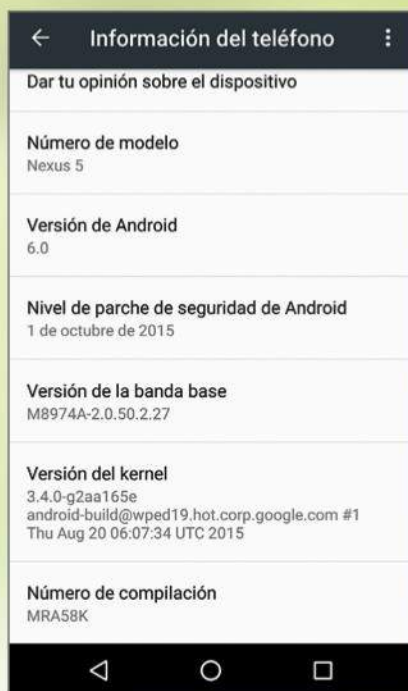 Información del teléfono
Dar tu opinión sobre el dispositivo
Número de modelo
Nexus 5
Versión de Android
6.0
Nivel de parche de seguridad de Android
1 de octubre de 2015
Versión de la banda base
M8974A-2.0.50.2.27
Versión del kernel
3.4.0-g2aa165e
android-build@wped19.hot.corp.google.com #1
Thu Aug 20 06:07:34 UTC 2015
Número de compilación
MRA58K